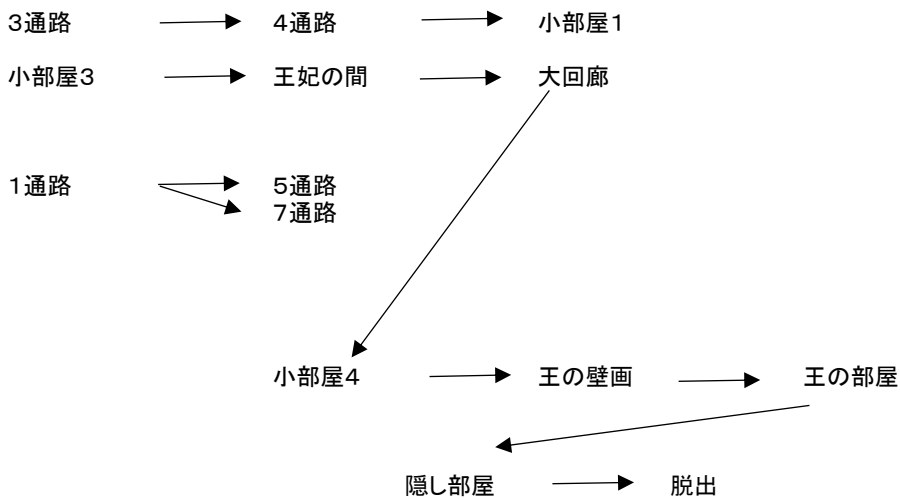 3通路 4通路 小部屋1
小部屋3 王妃の間 大回廊
1通路 5通路
7通路
小部屋4 王の壁画 王の部屋
隠し部屋 脱出